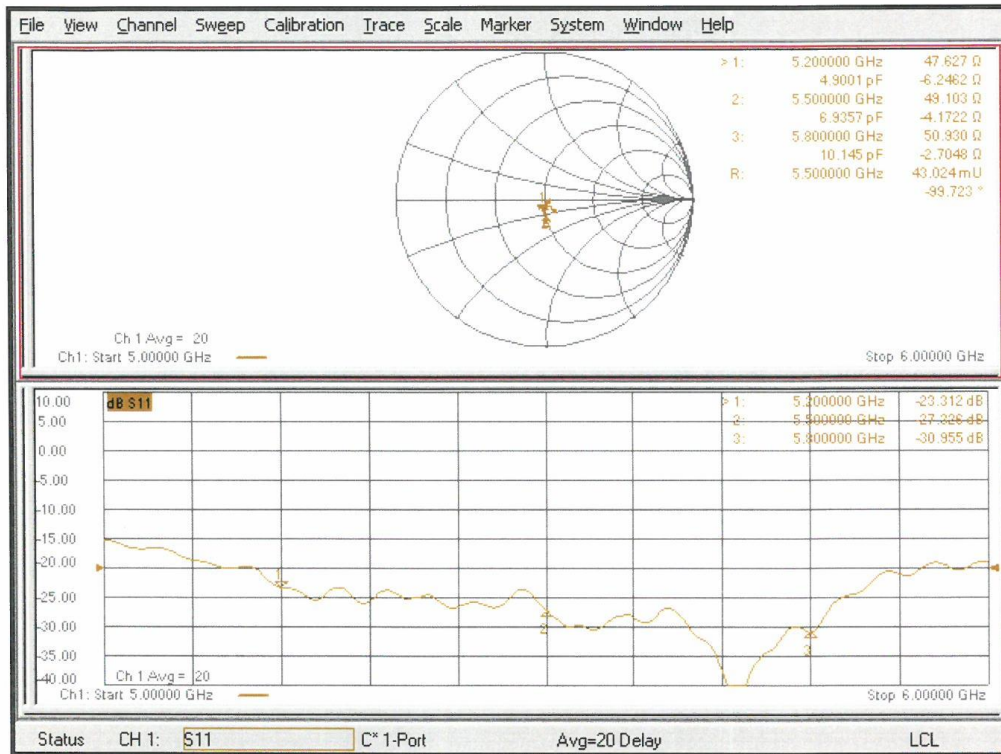 File View Channel Sweep Calibration Trace Scale Marker System Window Help
> 1: 5.200000 GHz 47.627 Ω
4.9001 pF -6.2462 Ω
2: 5.500000 GHz 49.103 Ω
6.9357 pF -4.1722 Ω
3: 5.800000 GHz 50.930 Ω
10.145 pF -2.7048 Ω
R: 5.500000 GHz 43.024 mU
-99.723 °
Ch 1 Avg = 20
Ch1: Start 5.00000 GHz
Stop 6.00000 GHz
dB S11
10.00
5.00
0.00
-5.00
-10.00
-15.00
-20.00
-25.00
-30.00
-35.00
-40.00
> 1: 5.200000 GHz -23.312 dB
2: 5.500000 GHz -27.326 dB
3: 5.800000 GHz -30.955 dB
1
2
3
Ch 1 Avg = 20
Ch1: Start 5.00000 GHz
Stop 6.00000 GHz
Status CH 1: S11 C* 1-Port Avg=20 Delay LCL